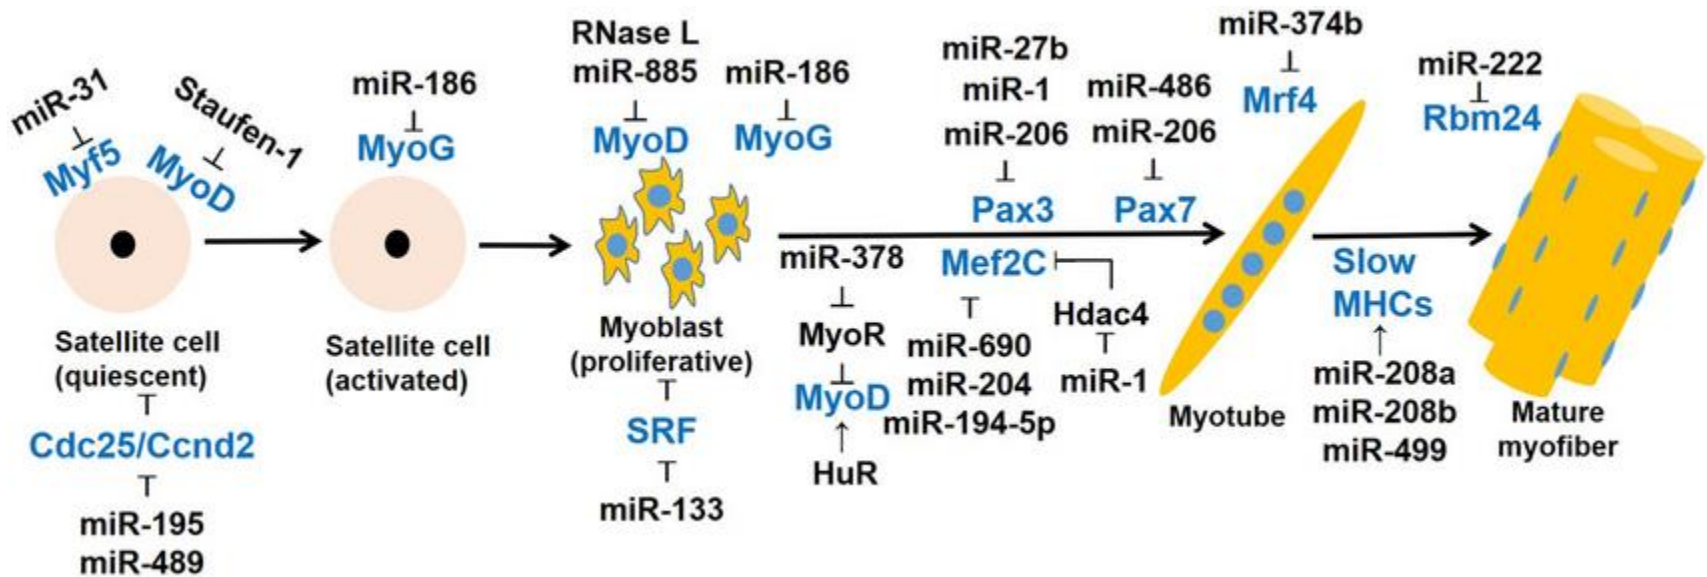 miR-31
Myf5
Staufen-1
MyoD
Satellite cell
(quiescent)
Cdc25/Ccnd2
miR-195
miR-489
miR-186
MyoG
Satellite cell
(activated)
RNase L
miR-885
MyoD
miR-186
MyoG
Myoblast
(proliferative)
SRF
miR-133
miR-27b
miR-1
miR-206
Pax3
miR-486
miR-206
Pax7
miR-378
MyoR
MyoD
HuR
Mef2C
miR-690
miR-204
miR-194-5p
Hdac4
miR-1
miR-374b
Mrf4
Myotube
Slow
MHCs
miR-208a
miR-208b
miR-499
miR-222
Rbm24
Mature
myofiber